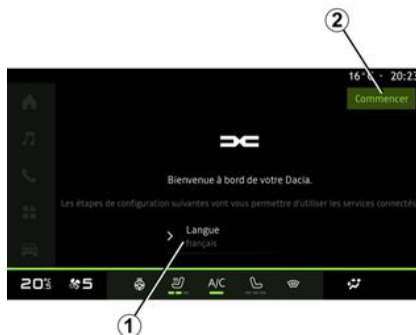 2
16°C · 20:23
Commencer
Bienvenue à bord de votre Dacia.
Les étapes de configuration suivantes vont vous permettre d'utiliser les services connectés
Langue
français
20 5
A/C
1